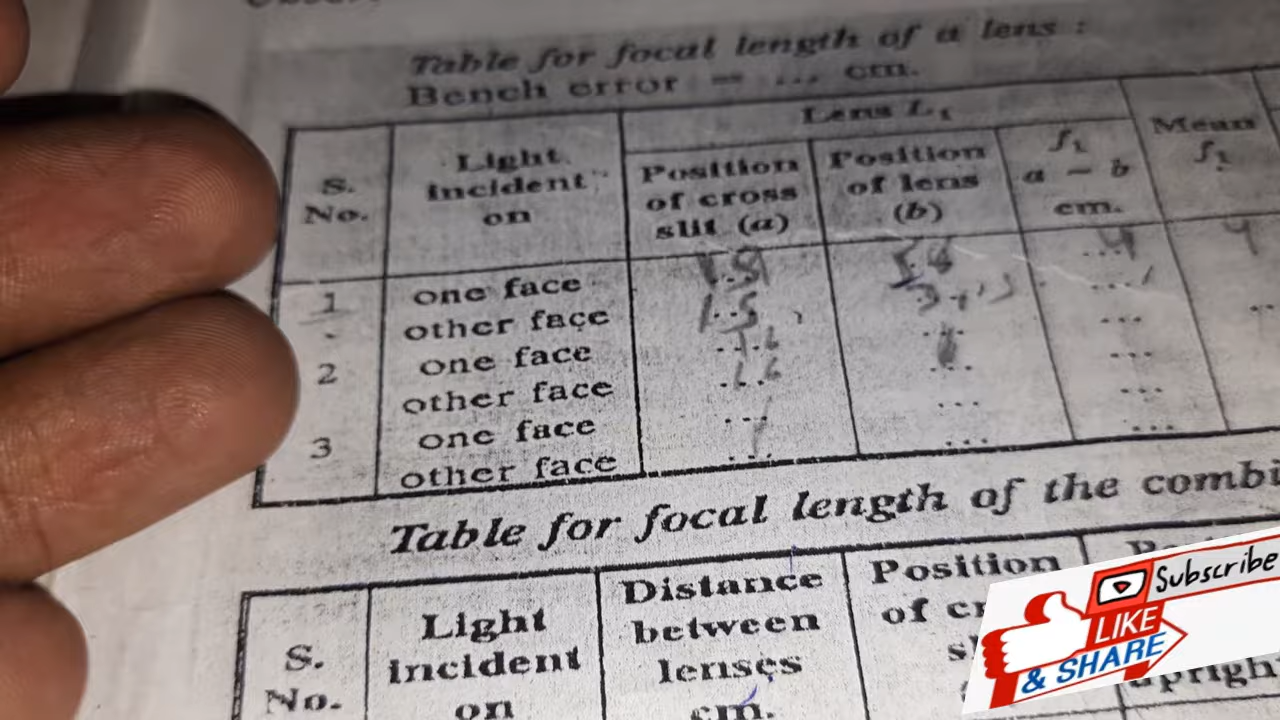 Table for focal length of a lens :
Bench error = ... cm.
S. No. Light incident on Lens L₁ Mean f₁
Position of cross slit (a) Position of lens (b) f₁ a − b cm.
1 one face
other face ... ...
2 one face ... ... ...
other face ... ... ...
3 one face ... ... ...
other face ... ... ...
Table for focal length of the combi
S. No. Light incident on Distance between lenses cm. Position of
upright
Subscribe
LIKE
& SHARE